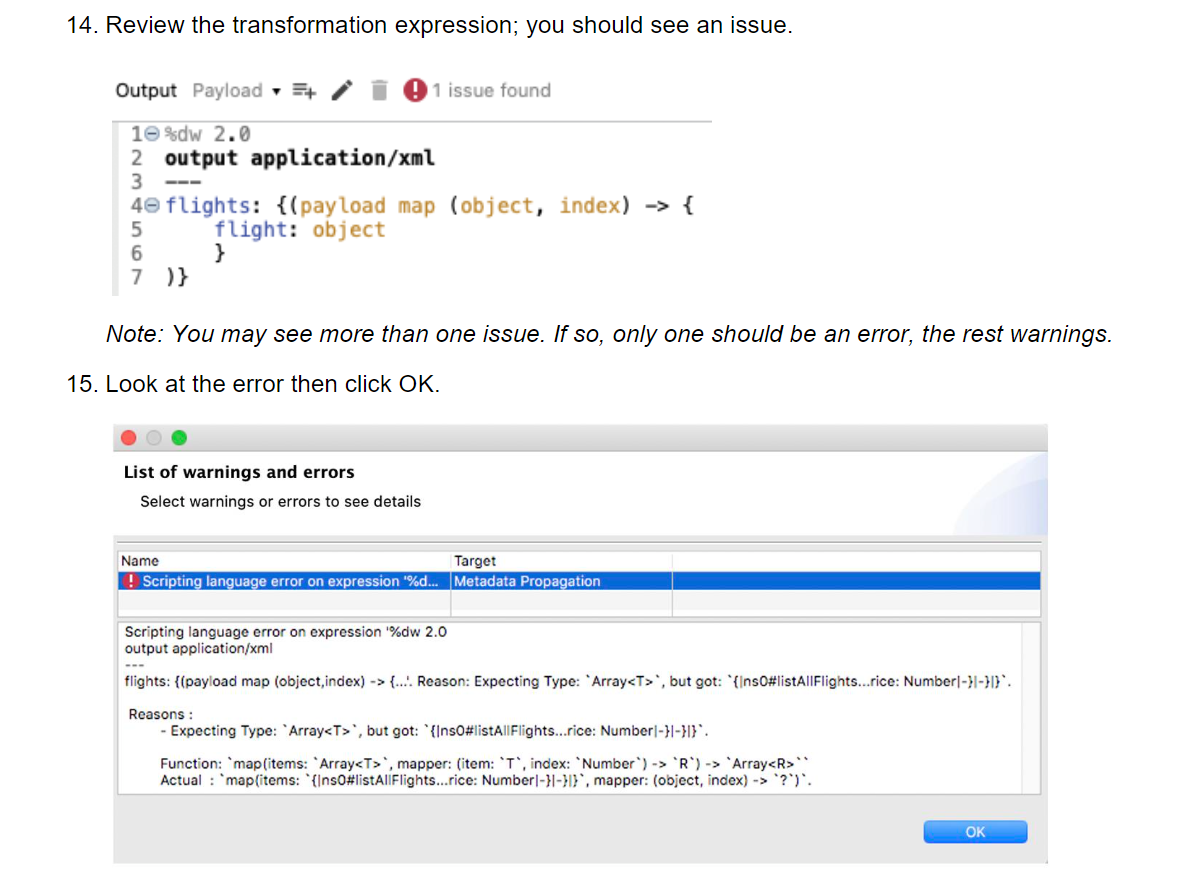 14. Review the transformation expression; you should see an issue.
Output Payload 1 issue found
1 %dw 2.0
2 output application/xml
3 ---
4 flights: {(payload map (object, index) -> {
5 flight: object
6 }
7 )}
Note: You may see more than one issue. If so, only one should be an error, the rest warnings.
15. Look at the error then click OK.
List of warnings and errors
Select warnings or errors to see details
Name Target
Scripting language error on expression '%d... Metadata Propagation
Scripting language error on expression '%dw 2.0
output application/xml
---
flights: {(payload map (object,index) -> {...'. Reason: Expecting Type: `Array<T>`, but got: `{|ns0#listAllFlights...rice: Number|-}|-}|}`.
Reasons :
- Expecting Type: `Array<T>`, but got: `{|ns0#listAllFlights...rice: Number|-}|-}|}`.
Function: `map(items: `Array<T>`, mapper: (item: `T`, index: `Number`) -> `R`) -> `Array<R>``
Actual : `map(items: `{|ns0#listAllFlights...rice: Number|-}|-}|}`, mapper: (object, index) -> `?`)`.
OK